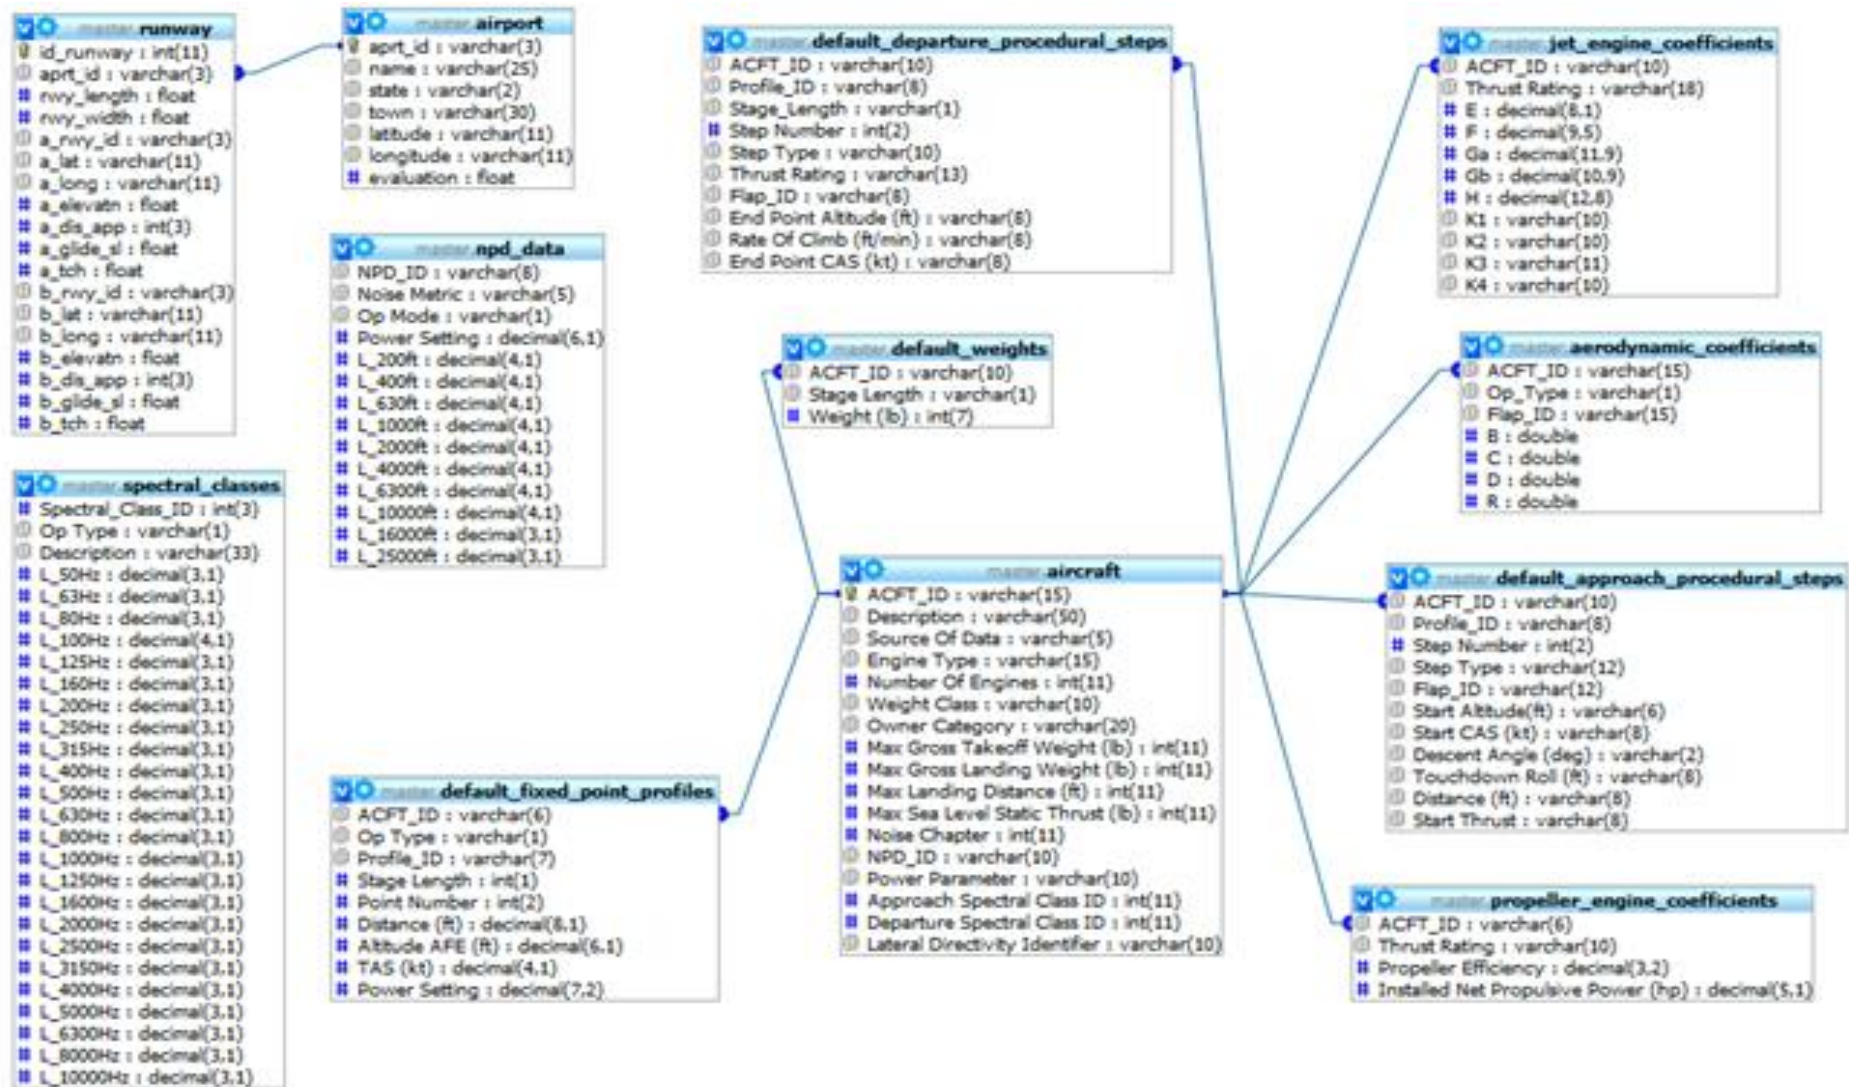 master.runway
id_runway : int(11)
aprt_id : varchar(3)
rwy_length : float
rwy_width : float
a_rwy_id : varchar(3)
a_lat : varchar(11)
a_long : varchar(11)
a_elevatn : float
a_dis_app : int(3)
a_glide_sl : float
a_tch : float
b_rwy_id : varchar(3)
b_lat : varchar(11)
b_long : varchar(11)
b_elevatn : float
b_dis_app : int(3)
b_glide_sl : float
b_tch : float
master.airport
aprt_id : varchar(3)
name : varchar(25)
state : varchar(2)
town : varchar(30)
latitude : varchar(11)
longitude : varchar(11)
evaluation : float
master.npd_data
NPD_ID : varchar(8)
Noise Metric : varchar(5)
Op Mode : varchar(1)
Power Setting : decimal(6,1)
L_200ft : decimal(4,1)
L_400ft : decimal(4,1)
L_630ft : decimal(4,1)
L_1000ft : decimal(4,1)
L_2000ft : decimal(4,1)
L_4000ft : decimal(4,1)
L_6300ft : decimal(4,1)
L_10000ft : decimal(4,1)
L_16000ft : decimal(3,1)
L_25000ft : decimal(3,1)
master.spectral_classes
Spectral_Class_ID : int(3)
Op Type : varchar(1)
Description : varchar(33)
L_50Hz : decimal(3,1)
L_63Hz : decimal(3,1)
L_80Hz : decimal(3,1)
L_100Hz : decimal(4,1)
L_125Hz : decimal(3,1)
L_160Hz : decimal(3,1)
L_200Hz : decimal(3,1)
L_250Hz : decimal(3,1)
L_315Hz : decimal(3,1)
L_400Hz : decimal(3,1)
L_500Hz : decimal(3,1)
L_630Hz : decimal(3,1)
L_800Hz : decimal(3,1)
L_1000Hz : decimal(3,1)
L_1250Hz : decimal(3,1)
L_1600Hz : decimal(3,1)
L_2000Hz : decimal(3,1)
L_2500Hz : decimal(3,1)
L_3150Hz : decimal(3,1)
L_4000Hz : decimal(3,1)
L_5000Hz : decimal(3,1)
L_6300Hz : decimal(3,1)
L_8000Hz : decimal(3,1)
L_10000Hz : decimal(3,1)
master.default_departure_procedural_steps
ACFT_ID : varchar(10)
Profile_ID : varchar(8)
Stage_Length : varchar(1)
Step Number : int(2)
Step Type : varchar(10)
Thrust Rating : varchar(13)
Flap_ID : varchar(8)
End Point Altitude (ft) : varchar(8)
Rate Of Climb (ft/min) : varchar(8)
End Point CAS (kt) : varchar(8)
master.default_weights
ACFT_ID : varchar(10)
Stage Length : varchar(1)
Weight (lb) : int(7)
master.default_fixed_point_profiles
ACFT_ID : varchar(6)
Op Type : varchar(1)
Profile_ID : varchar(7)
Stage Length : int(1)
Point Number : int(2)
Distance (ft) : decimal(8,1)
Altitude AFE (ft) : decimal(6,1)
TAS (kt) : decimal(4,1)
Power Setting : decimal(7,2)
master.aircraft
ACFT_ID : varchar(15)
Description : varchar(50)
Source Of Data : varchar(5)
Engine Type : varchar(15)
Number Of Engines : int(11)
Weight Class : varchar(10)
Owner Category : varchar(20)
Max Gross Takeoff Weight (lb) : int(11)
Max Gross Landing Weight (lb) : int(11)
Max Landing Distance (ft) : int(11)
Max Sea Level Static Thrust (lb) : int(11)
Noise Chapter : int(11)
NPD_ID : varchar(10)
Power Parameter : varchar(10)
Approach Spectral Class ID : int(11)
Departure Spectral Class ID : int(11)
Lateral Directivity Identifier : varchar(10)
master.jet_engine_coefficients
ACFT_ID : varchar(10)
Thrust Rating : varchar(18)
E : decimal(8,1)
F : decimal(9,5)
Ga : decimal(11,9)
Gb : decimal(10,9)
H : decimal(12,8)
K1 : varchar(10)
K2 : varchar(10)
K3 : varchar(11)
K4 : varchar(10)
master.aerodynamic_coefficients
ACFT_ID : varchar(15)
Op_Type : varchar(1)
Flap_ID : varchar(15)
B : double
C : double
D : double
R : double
master.default_approach_procedural_steps
ACFT_ID : varchar(10)
Profile_ID : varchar(8)
Step Number : int(2)
Step Type : varchar(12)
Flap_ID : varchar(12)
Start Altitude(ft) : varchar(6)
Start CAS (kt) : varchar(8)
Descent Angle (deg) : varchar(2)
Touchdown Roll (ft) : varchar(8)
Distance (ft) : varchar(8)
Start Thrust : varchar(8)
master.propeller_engine_coefficients
ACFT_ID : varchar(6)
Thrust Rating : varchar(10)
Propeller Efficiency : decimal(3,2)
Installed Net Propulsive Power (hp) : decimal(5,1)